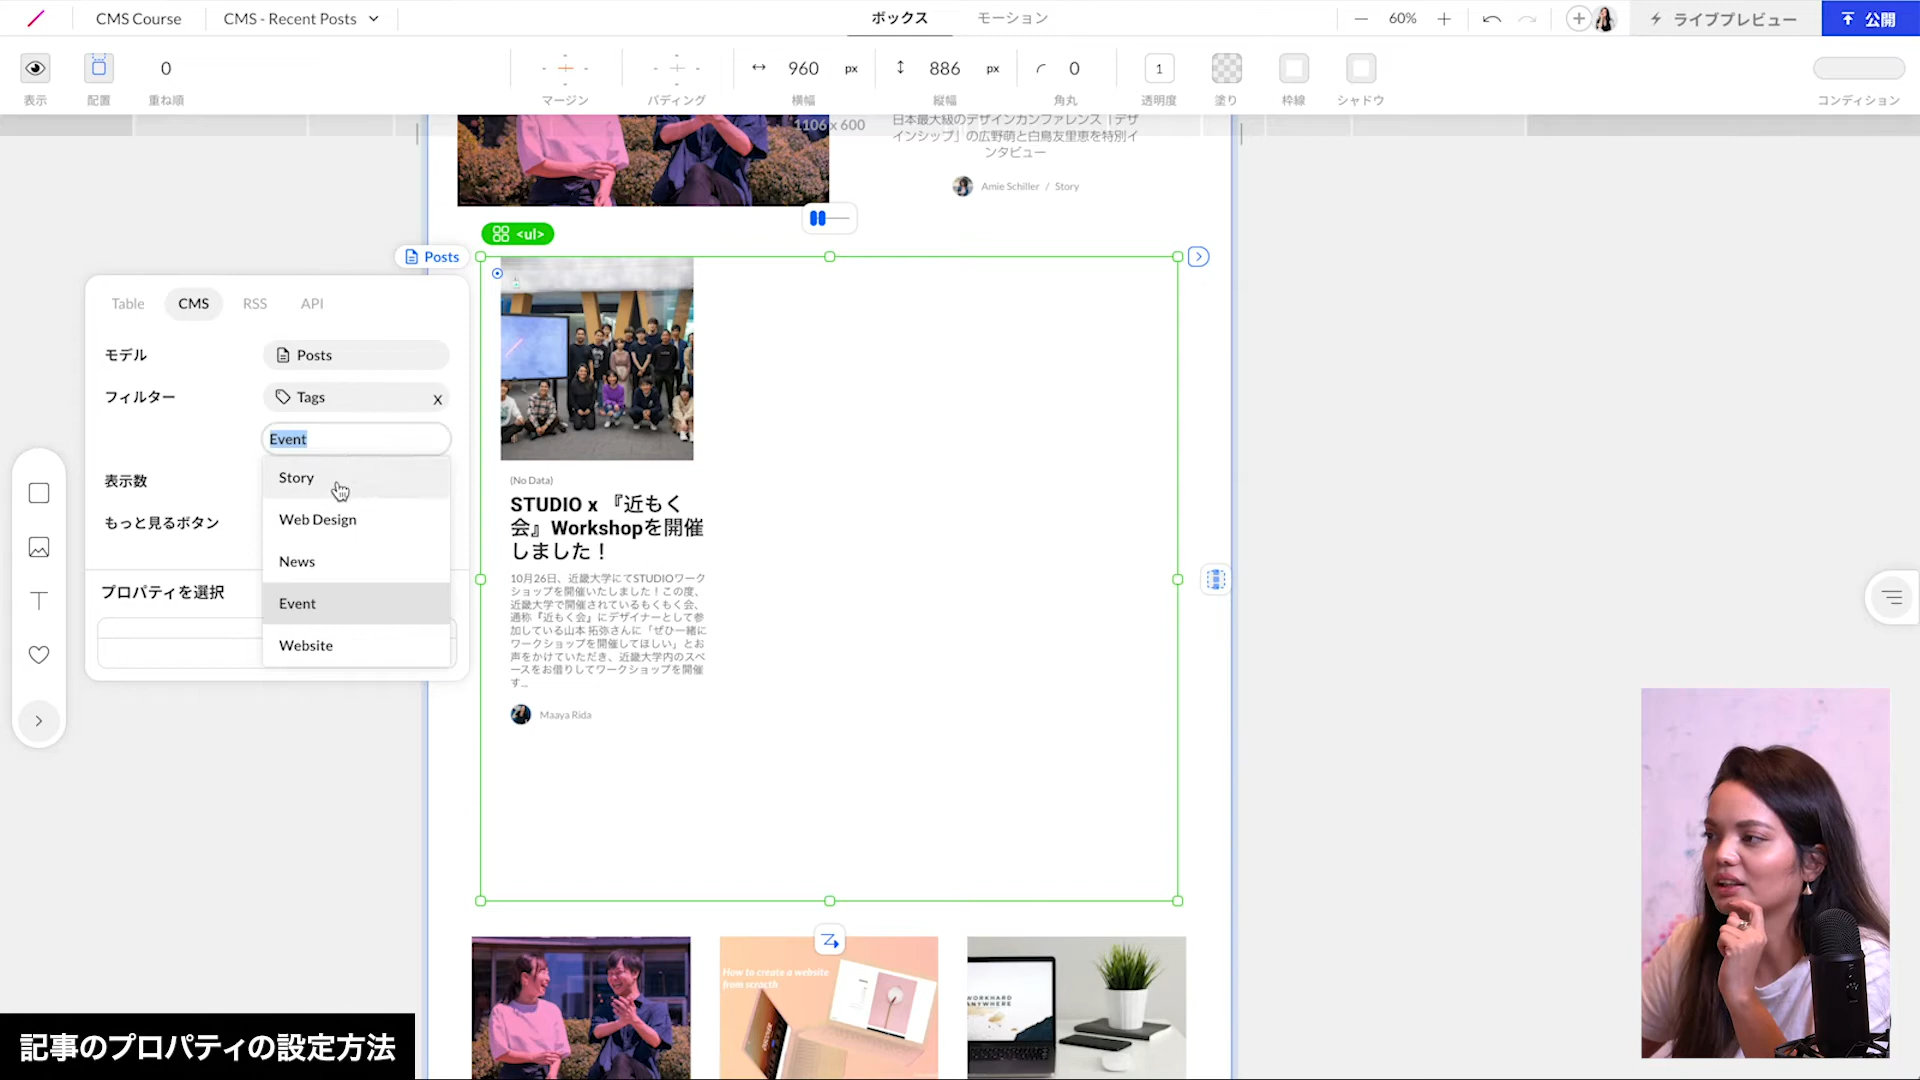 CMS Course
CMS - Recent Posts
ボックス
モーション
60%
ライブプレビュー
公開
表示
配置
0
重ね順
マージン
パディング
960 px
横幅
886 px
縦幅
0
角丸
1
透明度
塗り
枠線
シャドウ
コンディション
1106 x 600
日本最大級のデザインカンファレンス「デザ
インシップ」の広野萌と白鳥友里恵を特別イ
ンタビュー
Amie Schiller / Story
<ul>
Posts
Table
CMS
RSS
API
モデル
Posts
フィルター
Tags
x
Event
表示数
もっと見るボタン
プロパティを選択
Story
Web Design
News
Event
Website
(No Data)
STUDIO x 『近もく
会』Workshopを開催
しました！
10月26日、近畿大学にてSTUDIOワーク
ショップを開催いたしました！この度、
近畿大学で開催されているもくもく会、
通称『近もく会』にデザイナーとして参
加している山本 拓弥さんに「ぜひ一緒に
ワークショップを開催してほしい」とお
声をかけていただき、近畿大学内のスペ
ースをお借りしてワークショップを開催
す...
Maaya Rida
How to create a website
from scracth
WORKHARD
ANYWHERE
記事のプロパティの設定方法